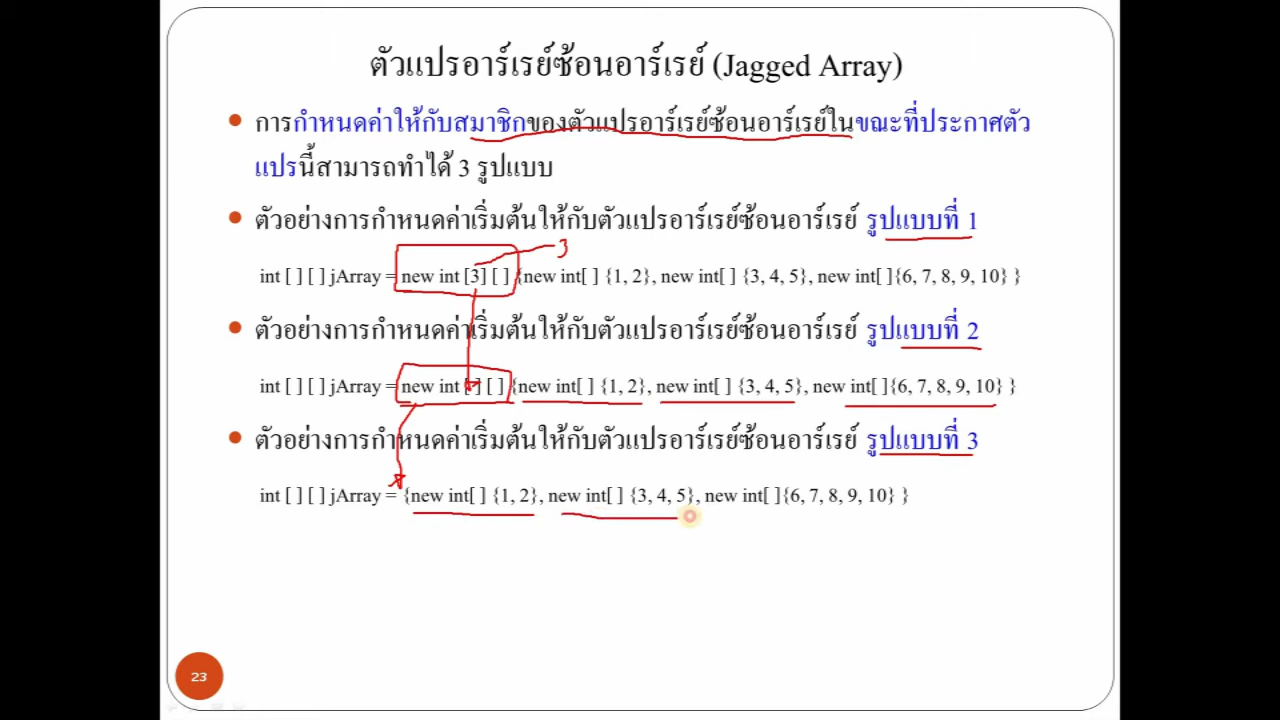 ตัวแปรอาร์เรย์ซ้อนอาร์เรย์ (Jagged Array)
การกำหนดค่าให้กับสมาชิกของตัวแปรอาร์เรย์ซ้อนอาร์เรย์ในขณะที่ประกาศตัว
แปรนี้สามารถทำได้ 3 รูปแบบ
ตัวอย่างการกำหนดค่าเริ่มต้นให้กับตัวแปรอาร์เรย์ซ้อนอาร์เรย์ รูปแบบที่ 1
3
int [ ] [ ] jArray = new int [3] [ ] {new int[ ] {1, 2}, new int[ ] {3, 4, 5}, new int[ ]{6, 7, 8, 9, 10} }
ตัวอย่างการกำหนดค่าเริ่มต้นให้กับตัวแปรอาร์เรย์ซ้อนอาร์เรย์ รูปแบบที่ 2
int [ ] [ ] jArray = new int [ ] [ ] {new int[ ] {1, 2}, new int[ ] {3, 4, 5}, new int[ ]{6, 7, 8, 9, 10} }
ตัวอย่างการกำหนดค่าเริ่มต้นให้กับตัวแปรอาร์เรย์ซ้อนอาร์เรย์ รูปแบบที่ 3
int [ ] [ ] jArray = {new int[ ] {1, 2}, new int[ ] {3, 4, 5}, new int[ ]{6, 7, 8, 9, 10} }
23